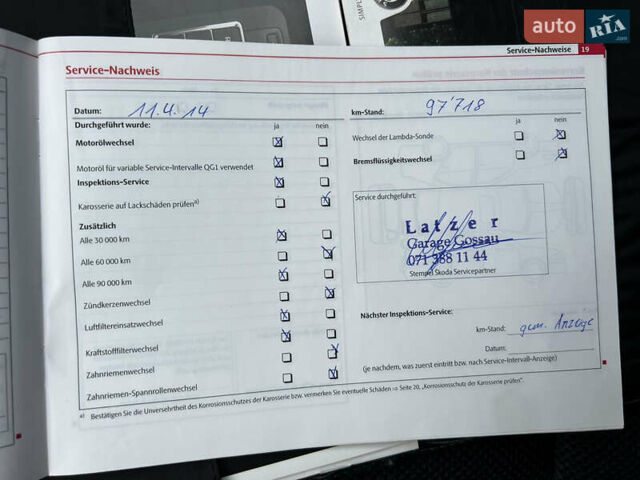 SIMPL
auto RIA.com
Service-Nachweise 19
Service-Nachweis
Datum: 11.4.14
km-Stand: 97'718
Durchgeführt wurde: ja nein
ja nein
Motorölwechsel
Wechsel der Lambda-Sonde
Motoröl für variable Service-Intervalle QG1 verwendet
Bremsflüssigkeitswechsel
Inspektions-Service
Karosserie auf Lackschäden prüfen a)
Zusätzlich
Alle 30 000 km
Alle 60 000 km
Alle 90 000 km
Zündkerzenwechsel
Luftfiltereinsatzwechsel
Kraftstofffilterwechsel
Zahnriemenwechsel
Zahnriemen-Spannrollenwechsel
Service durchgeführt:
Latzer
Garage Gossau
071 388 11 44
Stempel Škoda Servicepartner
Nächster Inspektions-Service:
km-Stand: gem. Anzeige
Datum:
(je nachdem, was zuerst eintritt bzw. nach Service-Intervall-Anzeige)
a) Bestätigen Sie die Unversehrtheit des Korrosionsschutzes der Karosserie bzw. vermerken Sie eventuelle Schäden ⇒ Seite 20, „Korrosionsschutz der Karosserie prüfen“